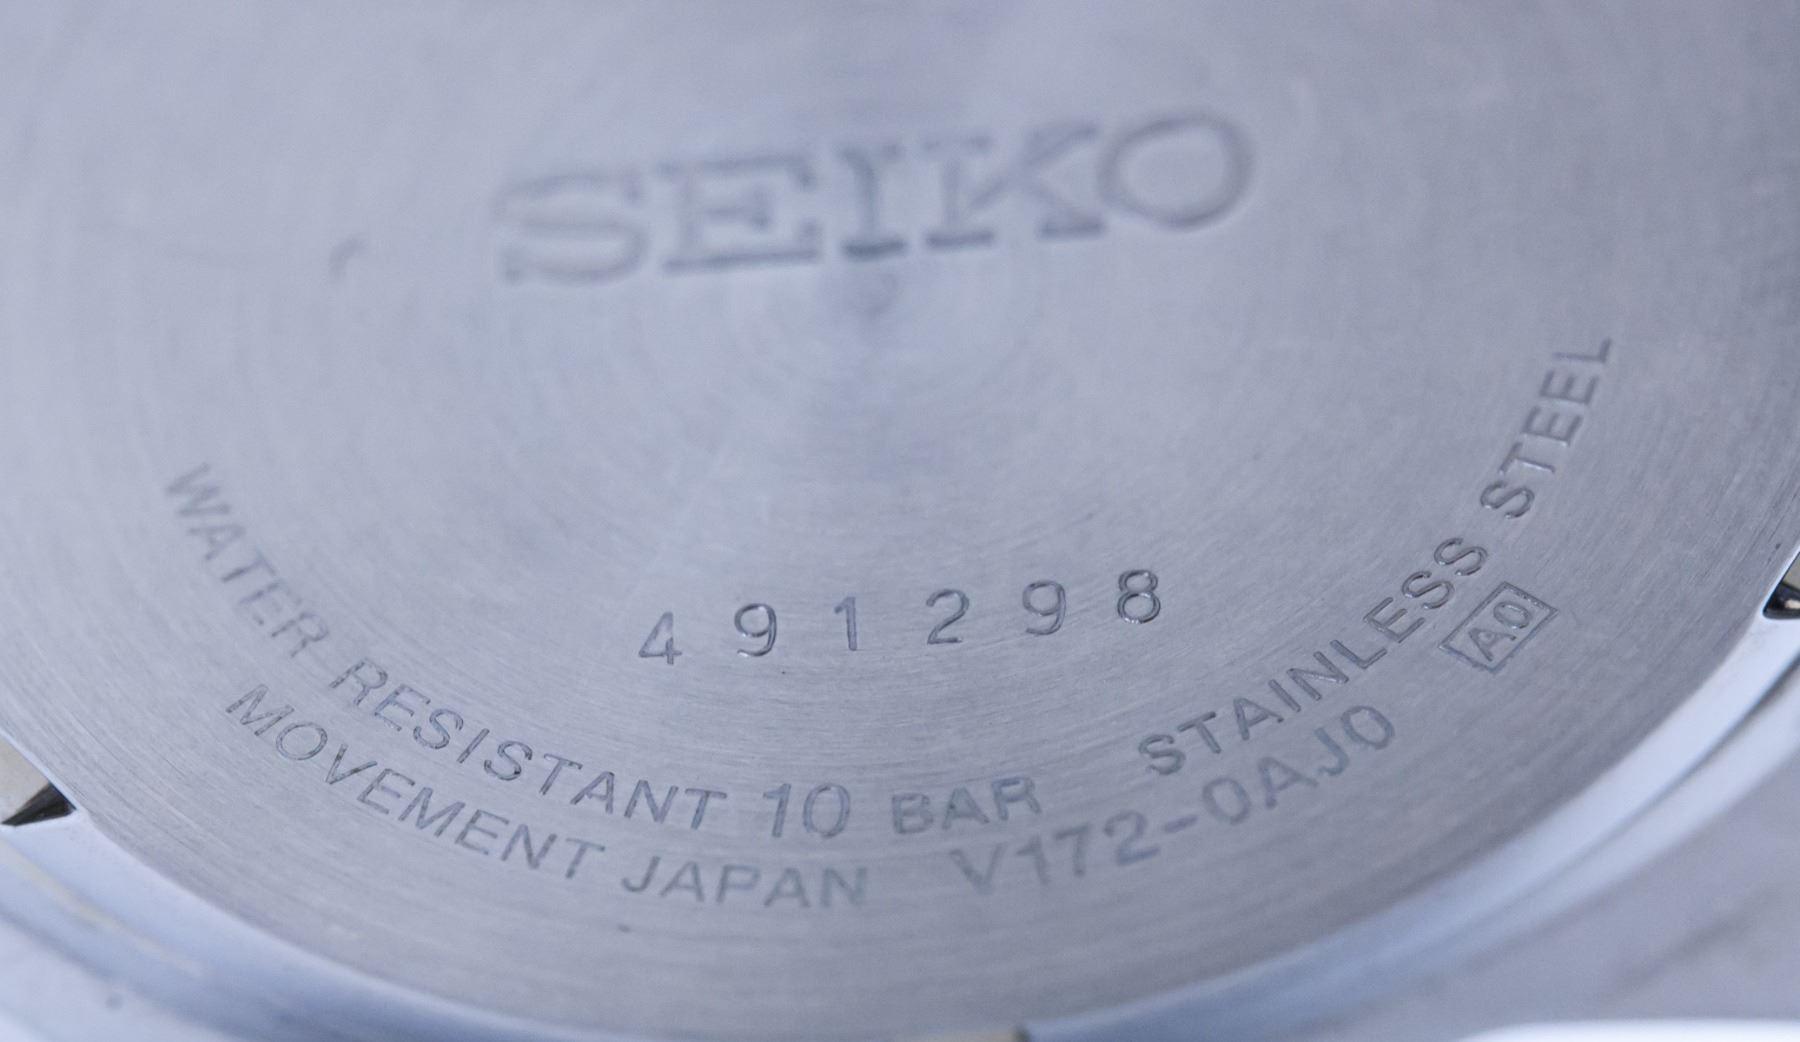 SEIKO
491298
WATER RESISTANT 10 BAR STAINLESS STEEL
MOVEMENT JAPAN V172-0AJ0 A0